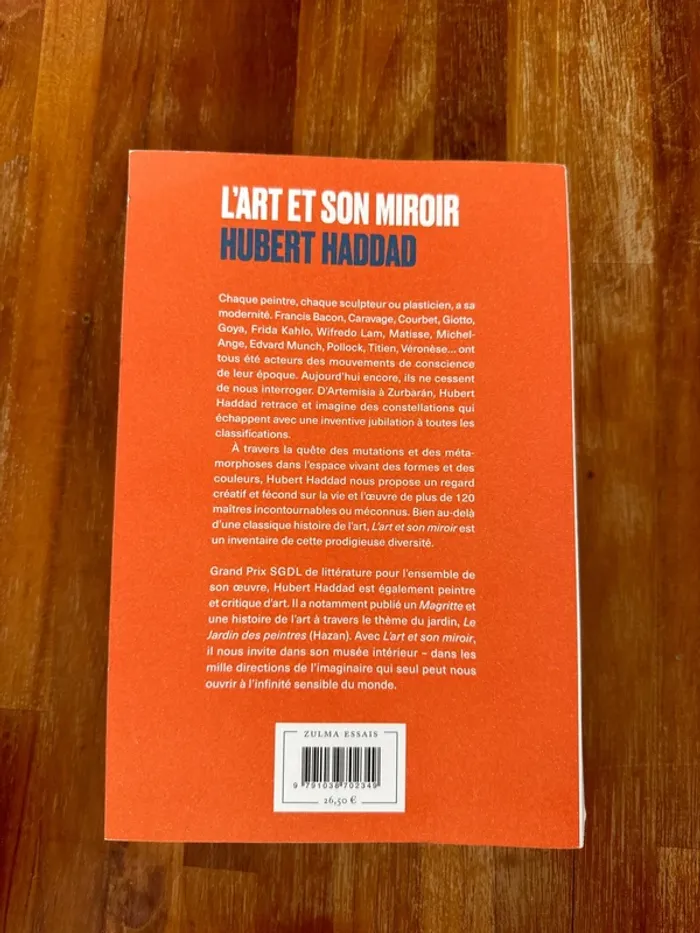 L'ART ET SON MIROIR
HUBERT HADDAD
Chaque peintre, chaque sculpteur ou plasticien, a sa
modernité. Francis Bacon, Caravage, Courbet, Giotto,
Goya, Frida Kahlo, Wifredo Lam, Matisse, Michel-
Ange, Edvard Munch, Pollock, Titien, Véronèse... ont
tous été acteurs des mouvements de conscience
de leur époque. Aujourd'hui encore, ils ne cessent
de nous interroger. D'Artemisia à Zurbarán, Hubert
Haddad retrace et imagine des constellations qui
échappent avec une inventive jubilation à toutes les
classifications.
À travers la quête des mutations et des méta-
morphoses dans l'espace vivant des formes et des
couleurs, Hubert Haddad nous propose un regard
créatif et fécond sur la vie et l'œuvre de plus de 120
maîtres incontournables ou méconnus. Bien au-delà
d'une classique histoire de l'art, L'art et son miroir est
un inventaire de cette prodigieuse diversité.
Grand Prix SGDL de littérature pour l'ensemble de
son œuvre, Hubert Haddad est également peintre
et critique d'art. Il a notamment publié un Magritte et
une histoire de l'art à travers le thème du jardin, Le
Jardin des peintres (Hazan). Avec L'art et son miroir,
il nous invite dans son musée intérieur – dans les
mille directions de l'imaginaire qui seul peut nous
ouvrir à l'infinité sensible du monde.
ZULMA ESSAIS
9 791038 702349
26,50 €